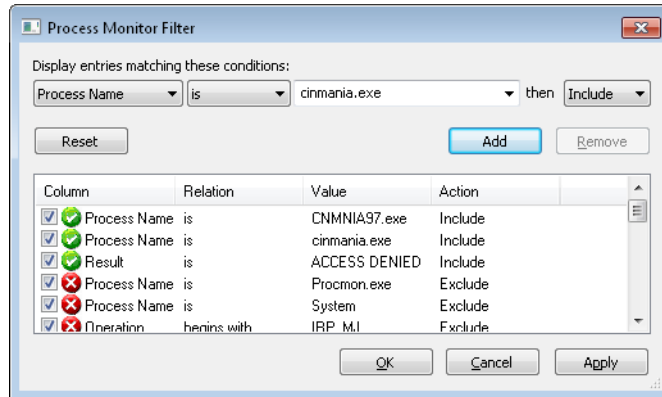 Process Monitor Filter
Display entries matching these conditions:
Process Name is cinmania.exe then Include
Reset Add Remove
Column Relation Value Action
Process Name is CNMNIA97.exe Include
Process Name is cinmania.exe Include
Result is ACCESS DENIED Include
Process Name is Procmon.exe Exclude
Process Name is System Exclude
Operation begins with IRP_MJ Exclude
OK Cancel Apply